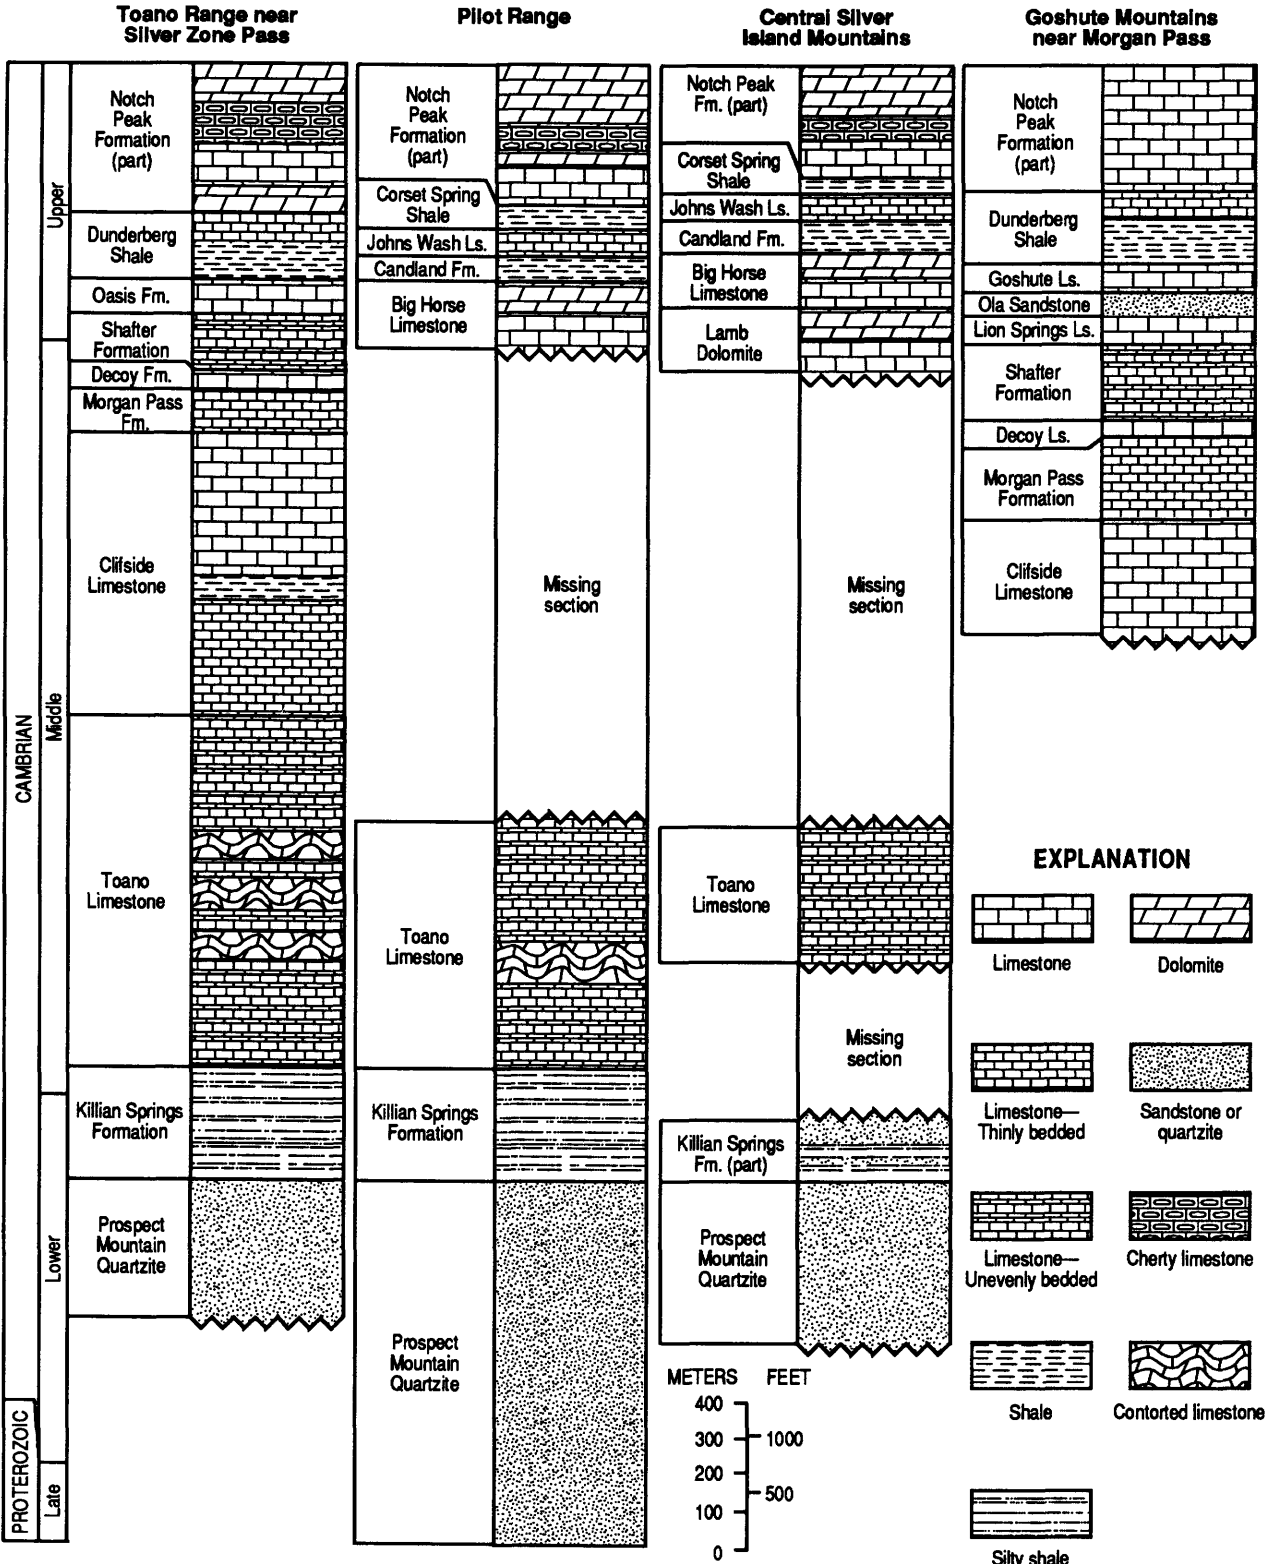 Toano Range near
Silver Zone Pass
Pilot Range
Central Silver
Island Mountains
Goshute Mountains
near Morgan Pass
CAMBRIAN
PROTEROZOIC
Upper
Middle
Lower
Late
Notch
Peak
Formation
(part)
Dunderberg
Shale
Oasis Fm.
Shafter
Formation
Decoy Fm.
Morgan Pass
Fm.
Clifside
Limestone
Toano
Limestone
Killian Springs
Formation
Prospect
Mountain
Quartzite
Notch
Peak
Formation
(part)
Corset Spring
Shale
Johns Wash Ls.
Candland Fm.
Big Horse
Limestone
Missing
section
Toano
Limestone
Killian Springs
Formation
Prospect
Mountain
Quartzite
Notch Peak
Fm. (part)
Corset Spring
Shale
Johns Wash Ls.
Candland Fm.
Big Horse
Limestone
Lamb
Dolomite
Missing
section
Toano
Limestone
Missing
section
Killian Springs
Fm. (part)
Prospect
Mountain
Quartzite
Notch
Peak
Formation
(part)
Dunderberg
Shale
Goshute Ls.
Ola Sandstone
Lion Springs Ls.
Shafter
Formation
Decoy Ls.
Morgan Pass
Formation
Clifside
Limestone
METERS FEET
400
300 1000
200
500
100
0
EXPLANATION
Limestone
Dolomite
Limestone—
Thinly bedded
Sandstone or
quartzite
Limestone—
Unevenly bedded
Cherty limestone
Shale
Contorted limestone
Silty shale